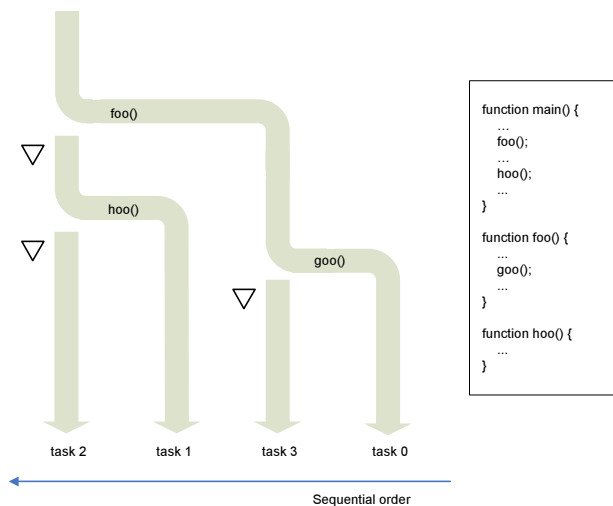 foo()
hoo()
goo()
task 2
task 1
task 3
task 0
Sequential order
function main() {
...
foo();
...
hoo();
...
}
function foo() {
...
goo();
...
}
function hoo() {
...
}